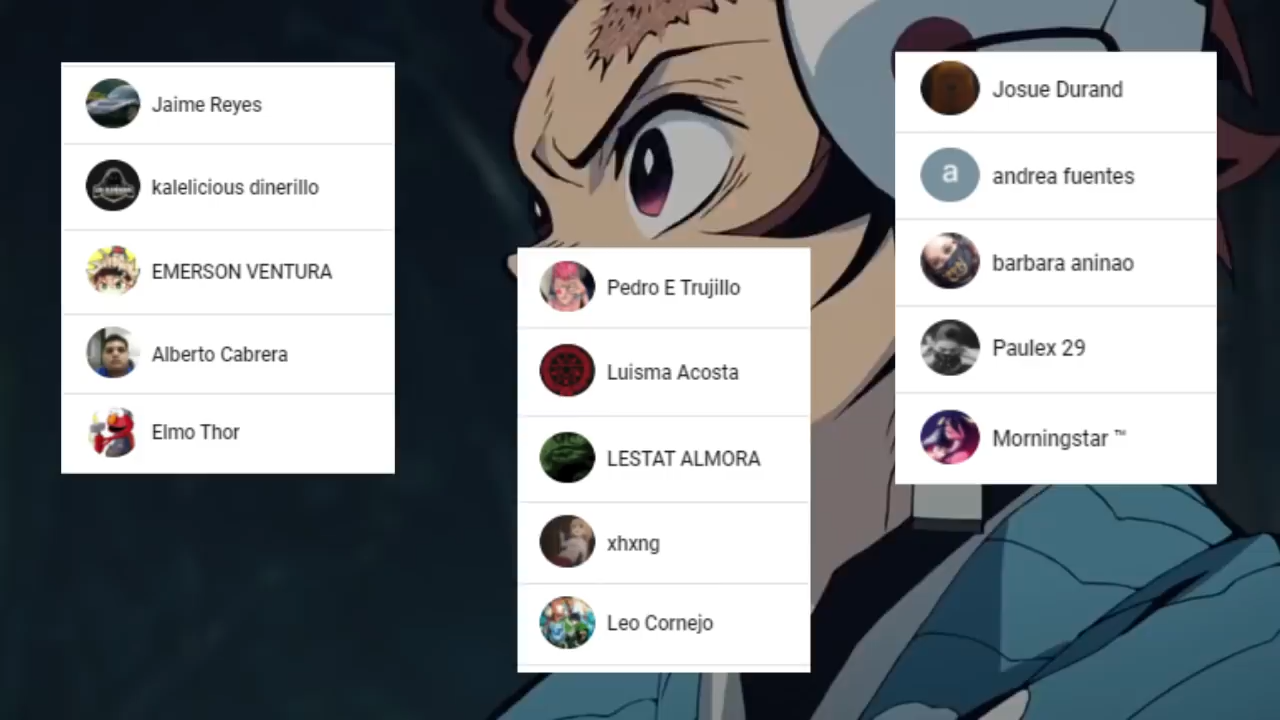 Jaime Reyes
kalelicious dinerillo
EMERSON VENTURA
Alberto Cabrera
Elmo Thor
Pedro E Trujillo
Luisma Acosta
LESTAT ALMORA
xhxng
Leo Cornejo
Josue Durand
a
andrea fuentes
barbara aninao
Paulex 29
Morningstar ™